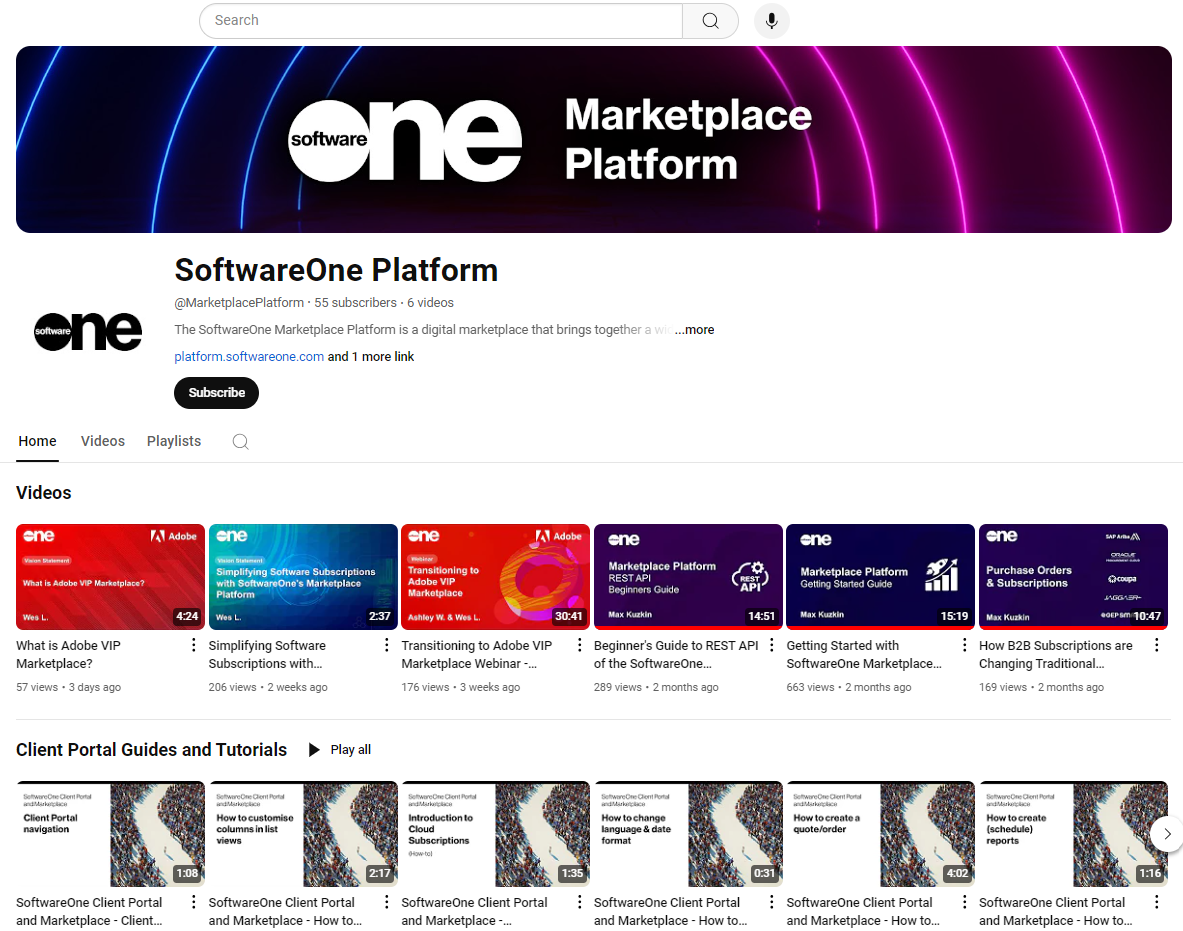 Search
software one
Marketplace
Platform
SoftwareOne Platform
software one
@MarketplacePlatform · 55 subscribers · 6 videos
The SoftwareOne Marketplace Platform is a digital marketplace that brings together a ...more
platform.softwareone.com and 1 more link
Subscribe
Home Videos Playlists
Videos
one Adobe
Vision Statement
What is Adobe VIP Marketplace?
Wes L.
4:24
one
Vision Statement
Simplifying Software Subscriptions
with SoftwareOne's Marketplace
Platform
Wes L.
2:37
one Adobe
Webinar
Transitioning to
Adobe VIP
Marketplace
Ashley W. & Wes L.
30:41
one
Marketplace Platform
REST API
Beginners Guide
REST
API
Max Kuzkin
14:51
one
Marketplace Platform
Getting Started Guide
Max Kuzkin
15:19
one
SAP Ariba
ORACLE
Purchase Orders
& Subscriptions
coupa
JAGGAER
Max Kuzkin
GEP
10:47
What is Adobe VIP
Marketplace?
57 views • 3 days ago
Simplifying Software
Subscriptions with...
206 views • 2 weeks ago
Transitioning to Adobe VIP
Marketplace Webinar -...
176 views • 3 weeks ago
Beginner's Guide to REST API
of the SoftwareOne...
289 views • 2 months ago
Getting Started with
SoftwareOne Marketplace...
663 views • 2 months ago
How B2B Subscriptions are
Changing Traditional...
169 views • 2 months ago
Client Portal Guides and Tutorials Play all
SoftwareOne Client Portal
and Marketplace
Client Portal
navigation
1:08
SoftwareOne Client Portal
and Marketplace
How to customise
columns in list
views
2:17
SoftwareOne Client Portal
and Marketplace
Introduction to
Cloud
Subscriptions
(How-to)
1:35
SoftwareOne Client Portal
and Marketplace
How to change
language & date
format
0:31
SoftwareOne Client Portal
and Marketplace
How to create a
quote/order
4:02
SoftwareOne Client Portal
and Marketplace
How to create
(schedule)
reports
1:16
SoftwareOne Client Portal
and Marketplace - Client...
SoftwareOne Client Portal
and Marketplace - How to...
SoftwareOne Client Portal
and Marketplace -...
SoftwareOne Client Portal
and Marketplace - How to...
SoftwareOne Client Portal
and Marketplace - How to...
SoftwareOne Client Portal
and Marketplace - How to...